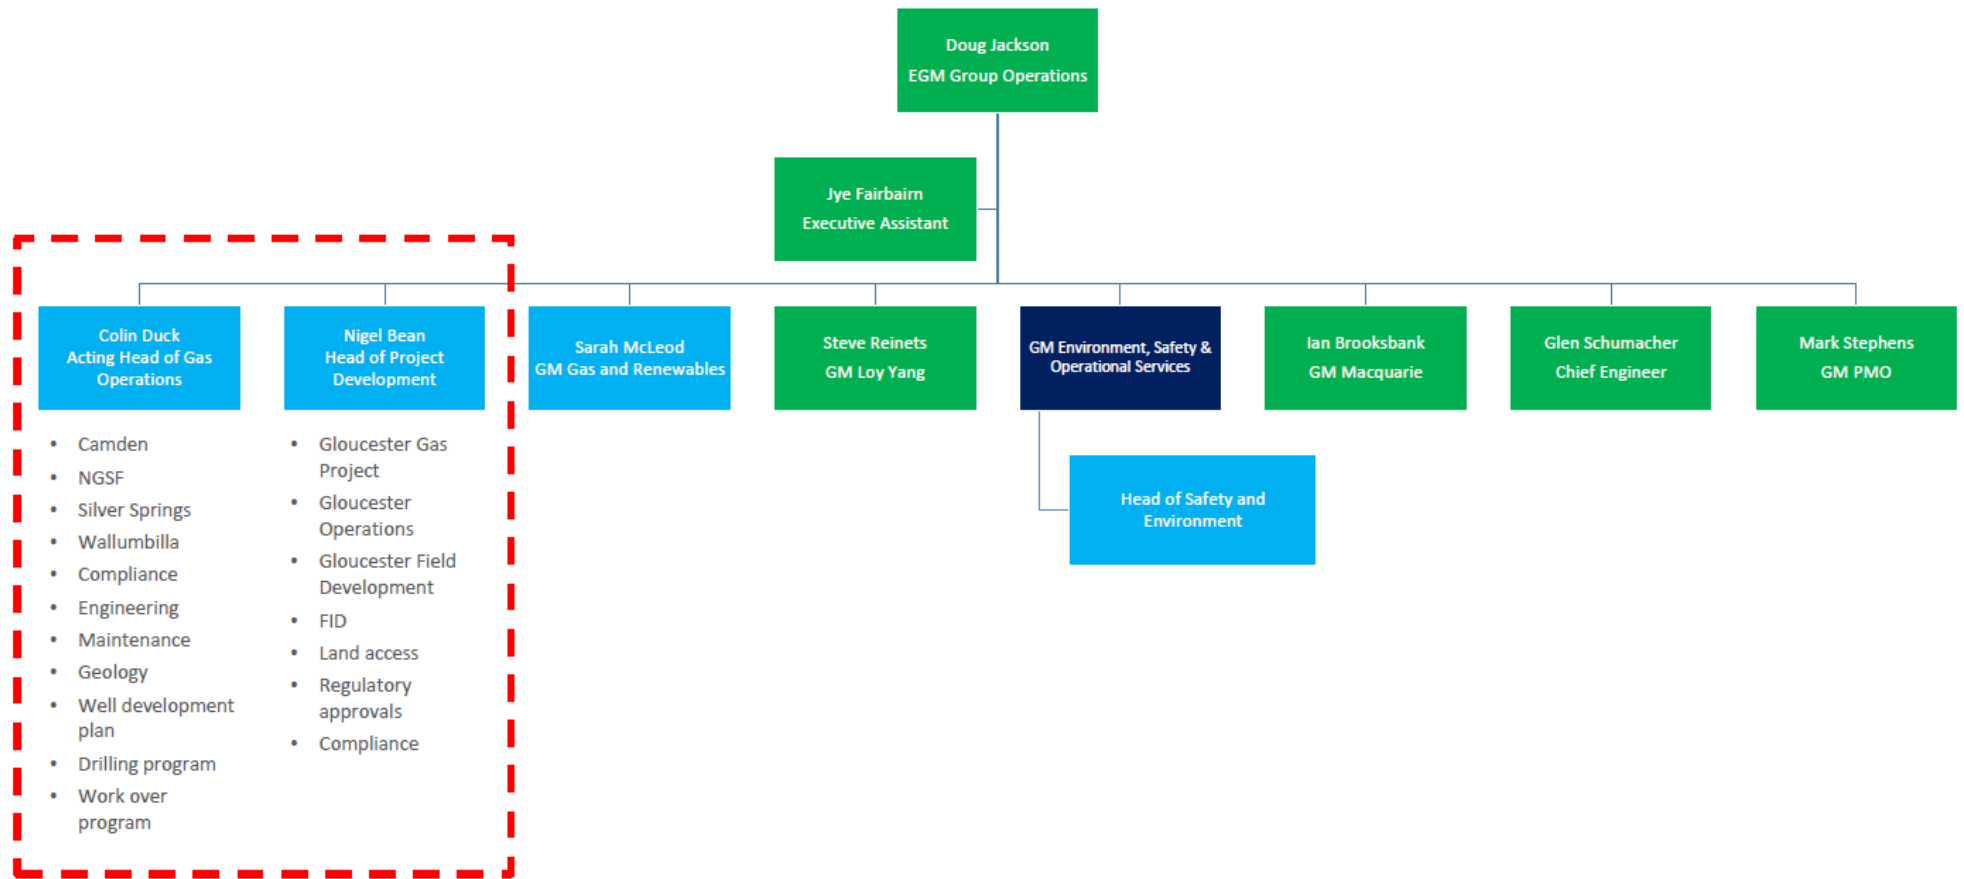 Doug Jackson
EGM Group Operations
Jye Fairbairn
Executive Assistant
Colin Duck
Acting Head of Gas
Operations
Nigel Bean
Head of Project
Development
Sarah McLeod
GM Gas and Renewables
Steve Reinets
GM Loy Yang
GM Environment, Safety &
Operational Services
Ian Brooksbank
GM Macquarie
Glen Schumacher
Chief Engineer
Mark Stephens
GM PMO
Head of Safety and
Environment
• Camden
• NGSF
• Silver Springs
• Wallumbilla
• Compliance
• Engineering
• Maintenance
• Geology
• Well development
plan
• Drilling program
• Work over
program
• Gloucester Gas
Project
• Gloucester
Operations
• Gloucester Field
Development
• FID
• Land access
• Regulatory
approvals
• Compliance